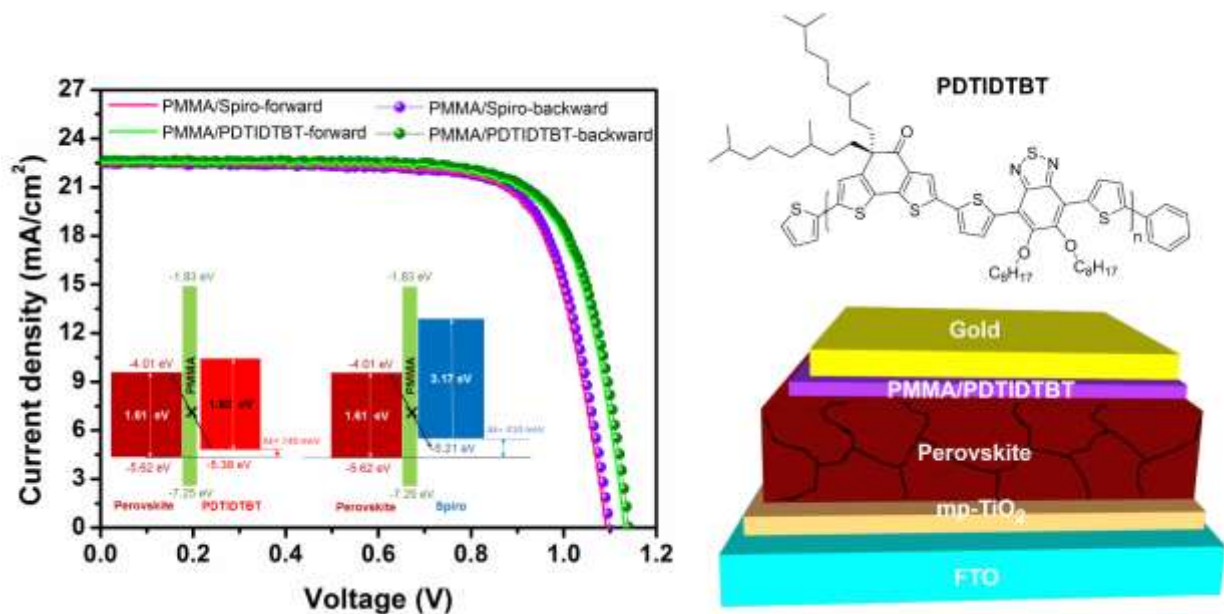 PMMA/Spiro-forward
PMMA/Spiro-backward
PMMA/PDTIDTBT-forward
PMMA/PDTIDTBT-backward
Current density (mA/cm²)
27
24
21
18
15
12
9
6
3
0
0.0
0.2
0.4
0.6
0.8
1.0
1.2
Voltage (V)
-1.83 eV
-4.01 eV
PMMA
1.61 eV
-5.62 eV
-5.38 eV
-7.25 eV
Perovskite
PDTIDTBT
-1.83 eV
-4.01 eV
PMMA
3.17 eV
1.61 eV
-5.21 eV
-5.62 eV
-7.25 eV
Perovskite
Spiro
PDTIDTBT
O
S
N
N
S
S
S
S
S
n
O
O
C₈H₁₇
C₈H₁₇
Gold
PMMA/PDTIDTBT
Perovskite
mp-TiO₂
FTO